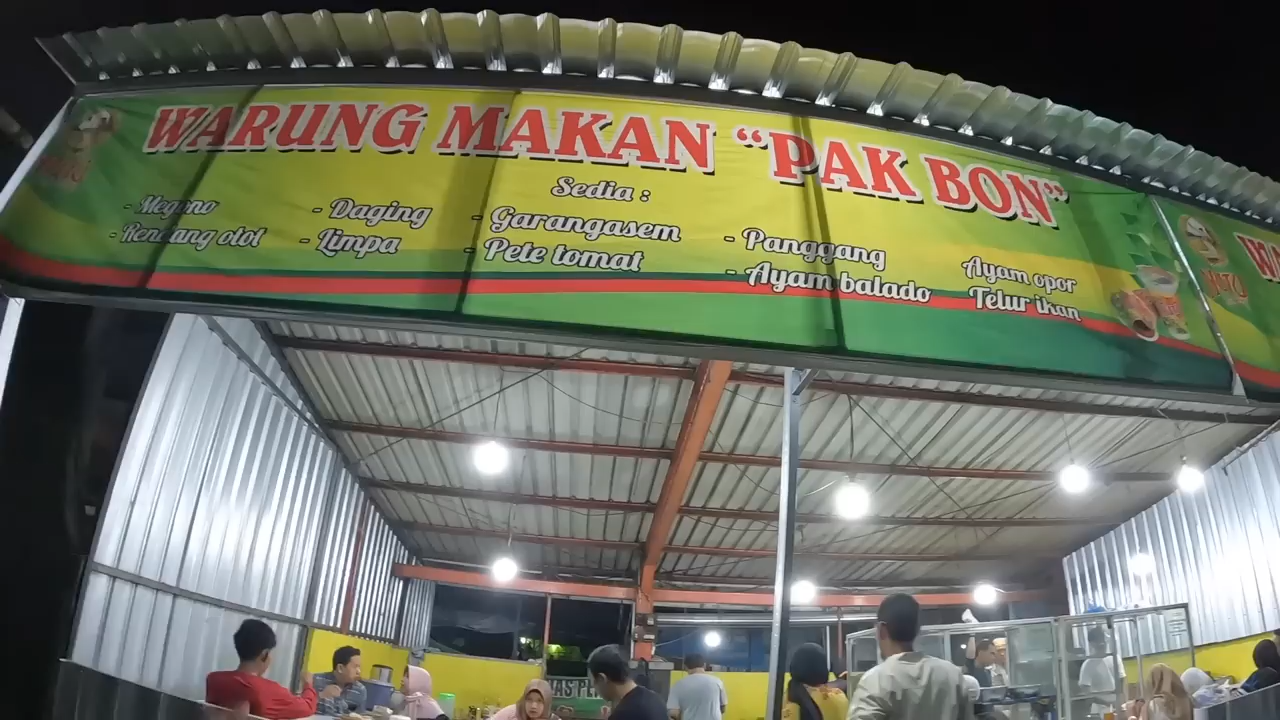 WARUNG MAKAN “PAK BON”
Sedia :
- Megono
- Rendang otot
- Daging
- Limpa
- Garangasem
- Pete tomat
- Panggang
- Ayam balado
Ayam opor
Telur ikan